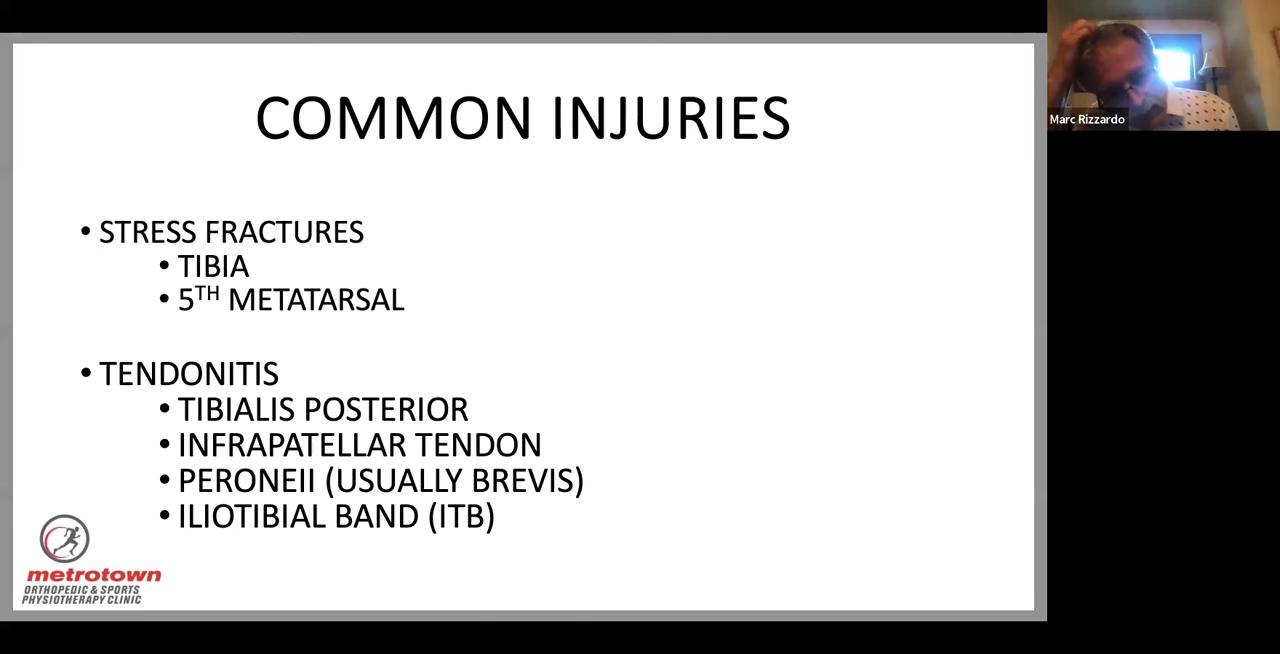 COMMON INJURIES
• STRESS FRACTURES
• TIBIA
• 5TH METATARSAL
• TENDONITIS
• TIBIALIS POSTERIOR
• INFRAPATELLAR TENDON
• PERONEII (USUALLY BREVIS)
• ILIOTIBIAL BAND (ITB)
metrotown
ORTHOPEDIC & SPORTS
PHYSIOTHERAPY CLINIC
Marc Rizzardo